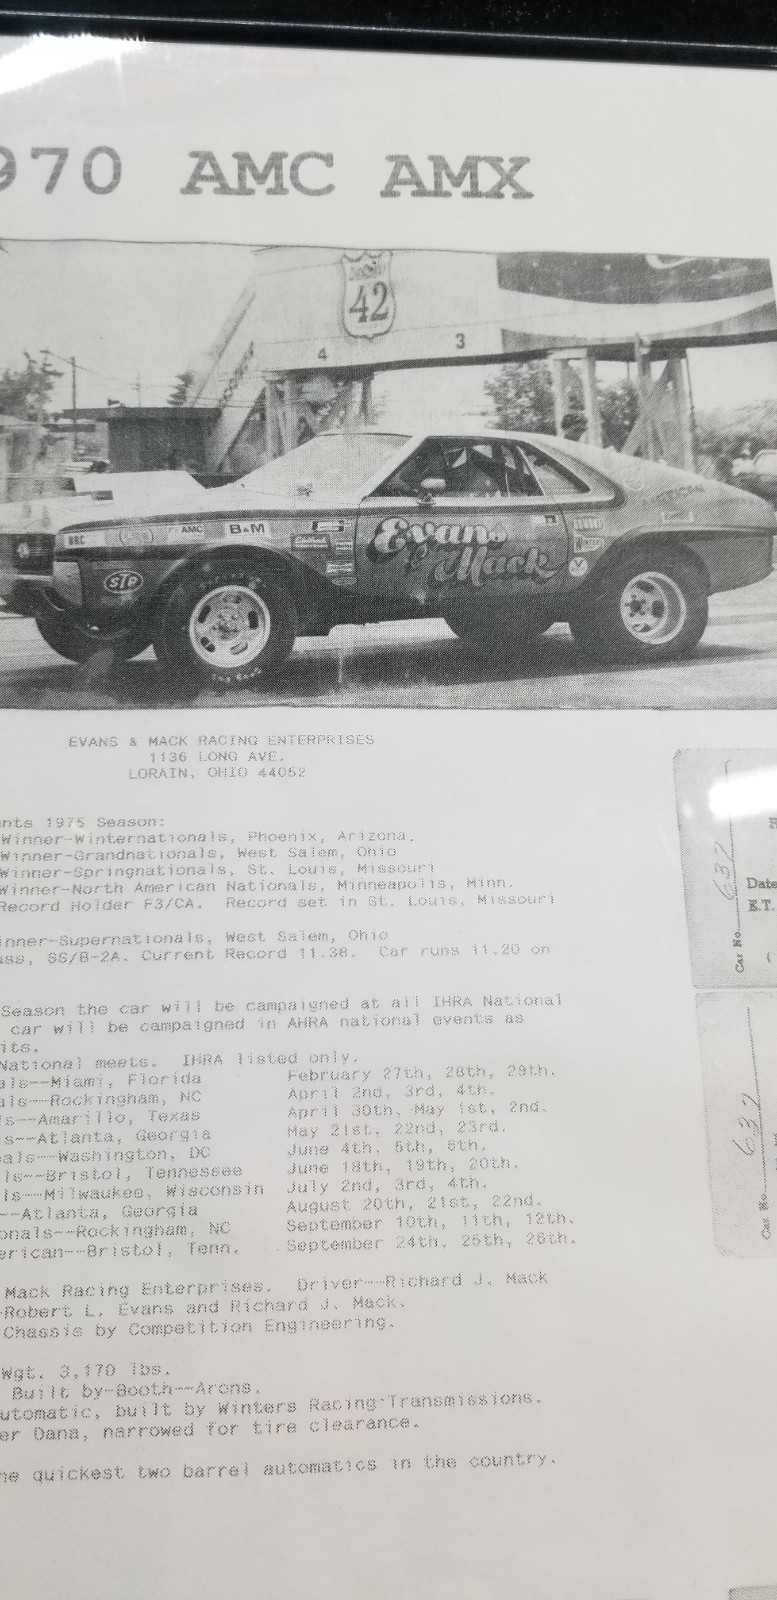 970 AMC AMX
42
4
3
AMERICAN
BRC
AMC
B&M
Edelbrock
STP
Evans
& Mack
EVANS & MACK RACING ENTERPRISES
1136 LONG AVE.
LORAIN, OHIO 44052
nts 1975 Season:
Winner-Winternationals, Phoenix, Arizona.
Winner-Grandnationals, West Salem, Ohio
Winner-Springnationals, St. Louis, Missouri
Winner-North American Nationals, Minneapolis, Minn.
Record Holder F3/CA. Record set in St. Louis, Missouri
inner-Supernationals, West Salem, Ohio
ass, SS/B-2A. Current Record 11.38. Car runs 11.20 on
Season the car will be campaigned at all IHRA National
car will be campaigned in AHRA national events as
its.
National meets. IHRA listed only.
als--Miami, Florida February 27th, 28th, 29th.
als--Rockingham, NC April 2nd, 3rd, 4th.
ls--Amarillo, Texas April 30th, May 1st, 2nd.
ls--Atlanta, Georgia May 21st, 22nd, 23rd.
nals--Washington, DC June 4th, 5th, 6th.
ls--Bristol, Tennessee June 18th, 19th, 20th.
ls--Milwaukee, Wisconsin July 2nd, 3rd, 4th.
--Atlanta, Georgia August 20th, 21st, 22nd.
onals--Rockingham, NC September 10th, 11th, 12th.
erican--Bristol, Tenn. September 24th, 25th, 26th.
Mack Racing Enterprises. Driver--Richard J. Mack
-Robert L. Evans and Richard J. Mack.
Chassis by Competition Engineering.
Wgt. 3,170 lbs.
Built by-Booth--Arons.
utomatic, built by Winters Racing-Transmissions.
er Dana, narrowed for tire clearance.
he quickest two barrel automatics in the country.
Car No. 632
Date
E.T.
Car No. 632